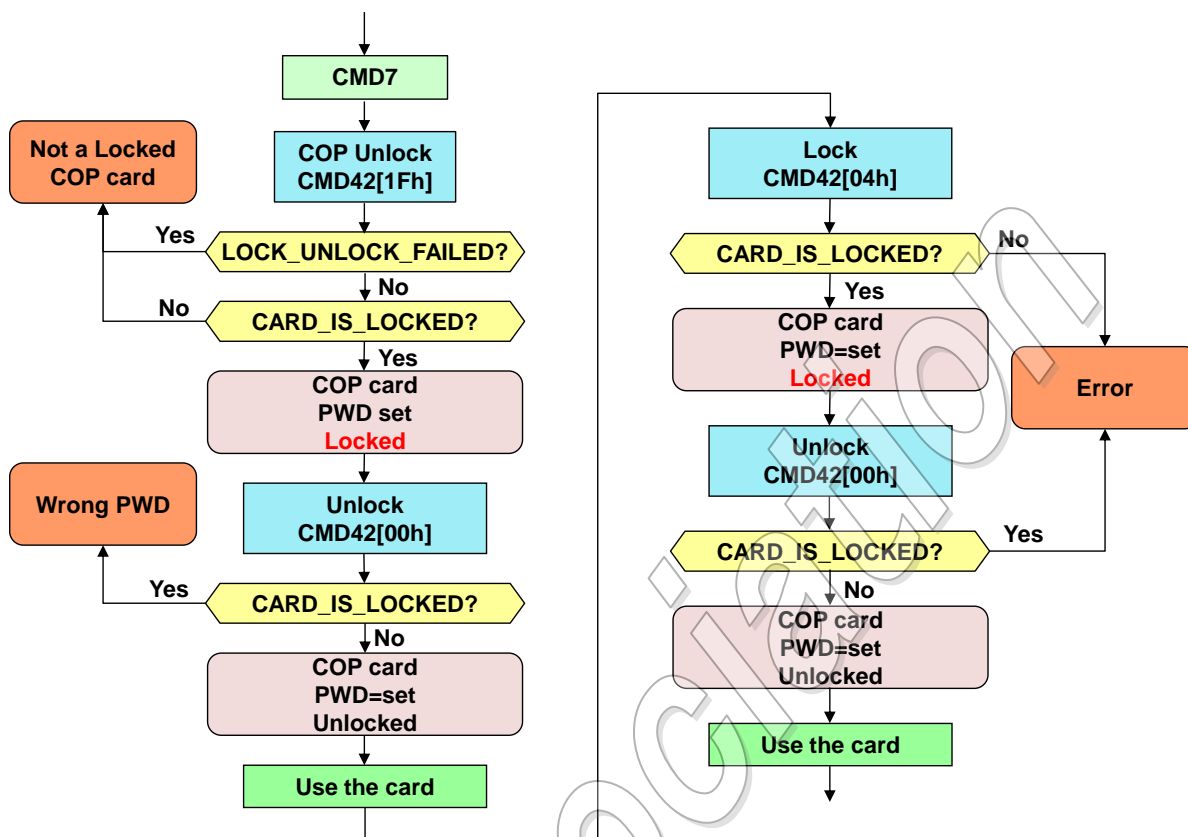 CMD7
COP Unlock
CMD42[1Fh]
Not a Locked
COP card
Yes
LOCK_UNLOCK_FAILED?
No
No
CARD_IS_LOCKED?
Yes
COP card
PWD set
Locked
Wrong PWD
Unlock
CMD42[00h]
Yes
CARD_IS_LOCKED?
No
COP card
PWD=set
Unlocked
Use the card
Lock
CMD42[04h]
CARD_IS_LOCKED?
No
Yes
COP card
PWD=set
Locked
Error
Unlock
CMD42[00h]
CARD_IS_LOCKED?
Yes
No
COP card
PWD=set
Unlocked
Use the card
ociation